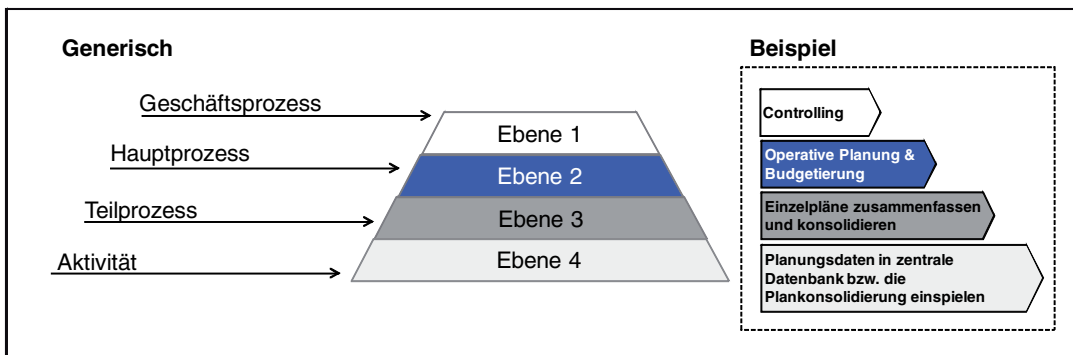 Generisch
Geschäftsprozess
Hauptprozess
Teilprozess
Aktivität
Ebene 1
Ebene 2
Ebene 3
Ebene 4
Beispiel
Controlling
Operative Planung &
Budgetierung
Einzelpläne zusammenfassen
und konsolidieren
Planungsdaten in zentrale
Datenbank bzw. die
Plankonsolidierung einspielen